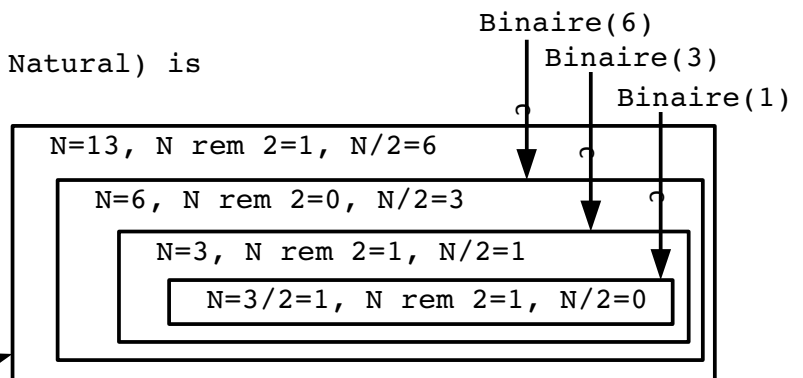 Binaire(6)
Natural) is
Binaire(3)
Binaire(1)
c
N=13, N rem 2=1, N/2=6
c
N=6, N rem 2=0, N/2=3
c
N=3, N rem 2=1, N/2=1
N=3/2=1, N rem 2=1, N/2=0